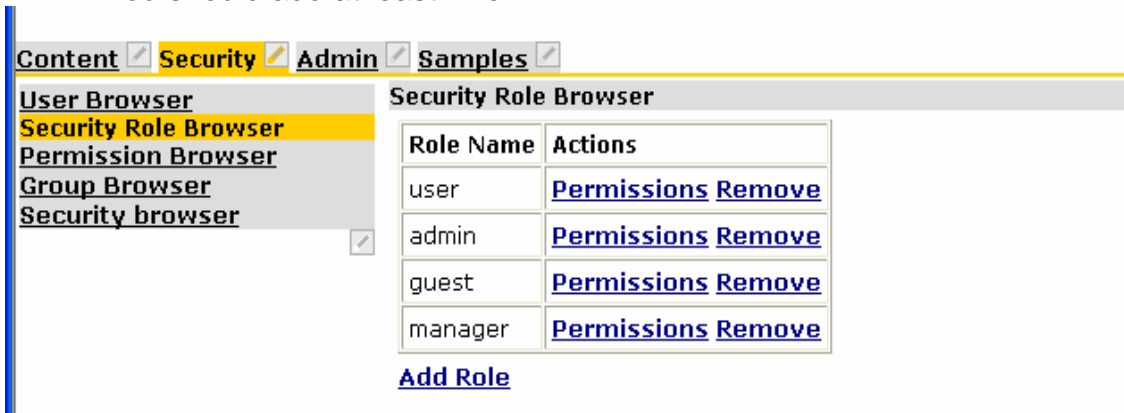 Content Security Admin Samples
User Browser
Security Role Browser
Permission Browser
Group Browser
Security browser
Security Role Browser
Role Name Actions
user Permissions Remove
admin Permissions Remove
guest Permissions Remove
manager Permissions Remove
Add Role